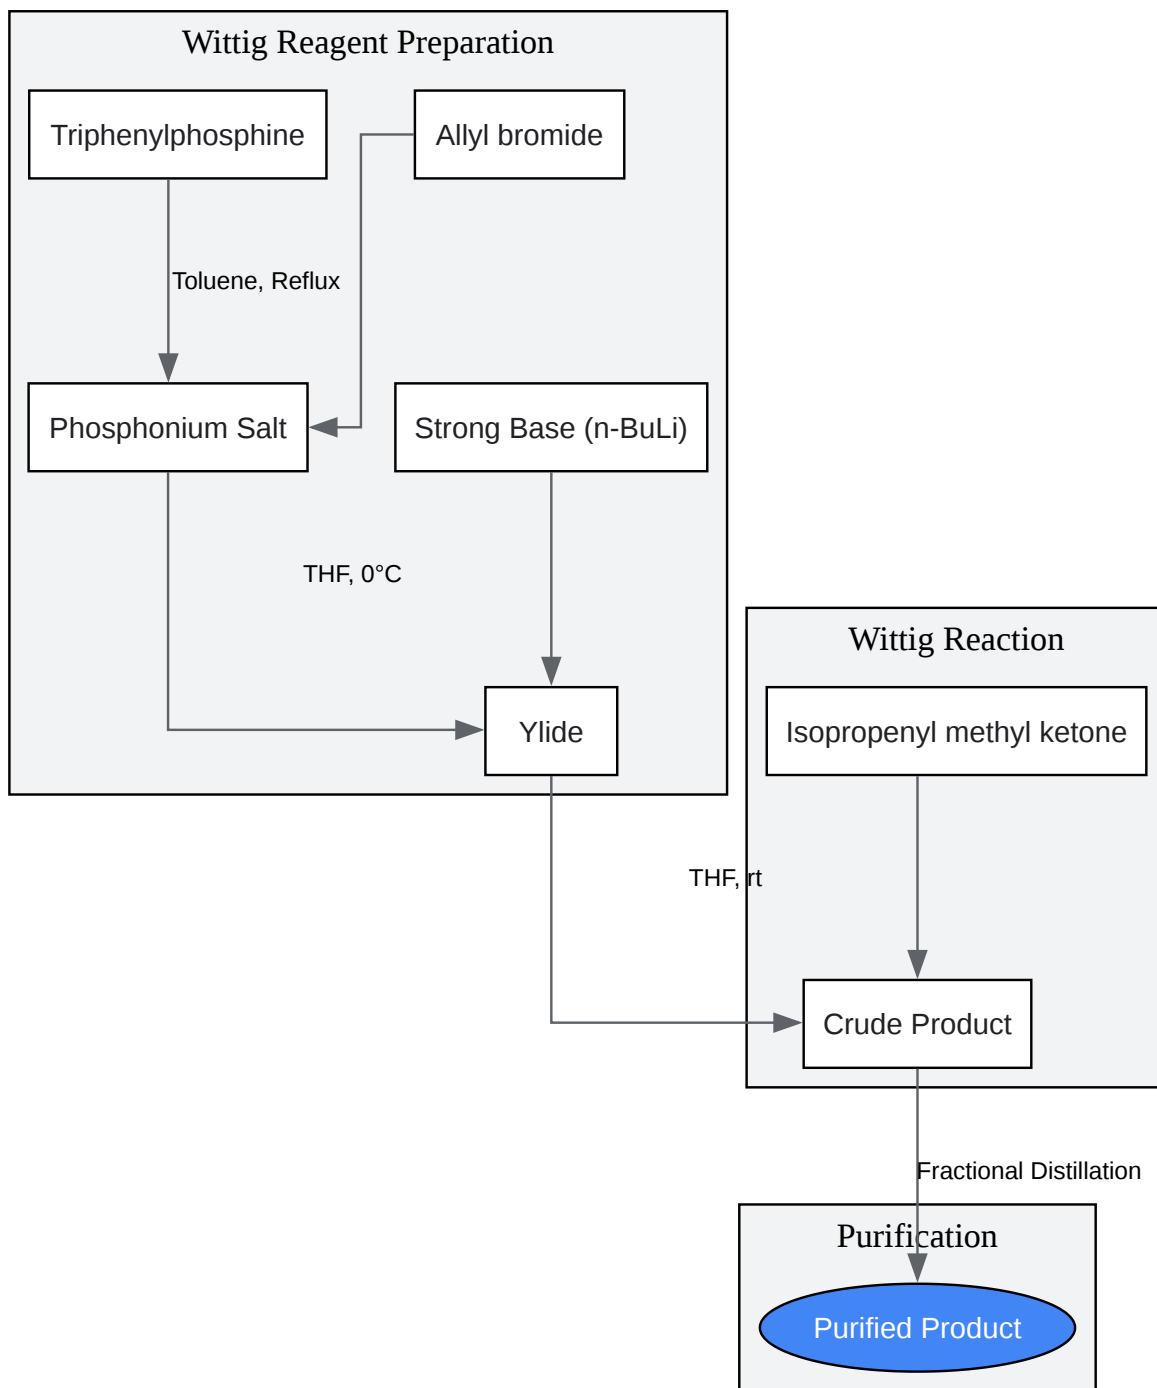 Wittig Reagent Preparation
Triphenylphosphine
Allyl bromide
Toluene, Reflux
Phosphonium Salt
Strong Base (n-BuLi)
THF, 0°C
Ylide
Wittig Reaction
Isopropenyl methyl ketone
THF, rt
Crude Product
Fractional Distillation
Purification
Purified Product